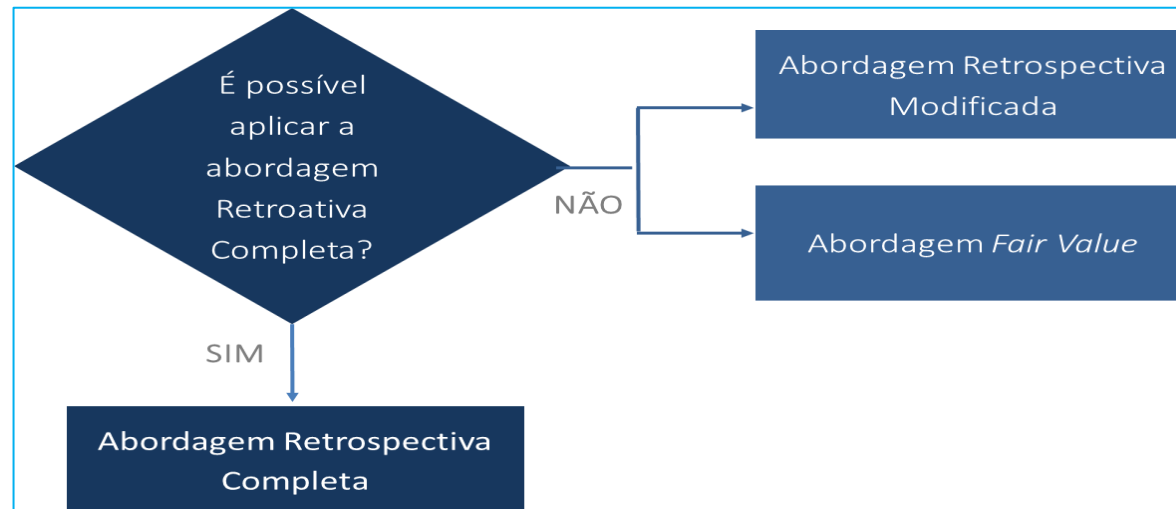 É possível
aplicar a
abordagem
Retroativa
Completa?
NÃO
Abordagem Retrospectiva
Modificada
Abordagem Fair Value
SIM
Abordagem Retrospectiva
Completa